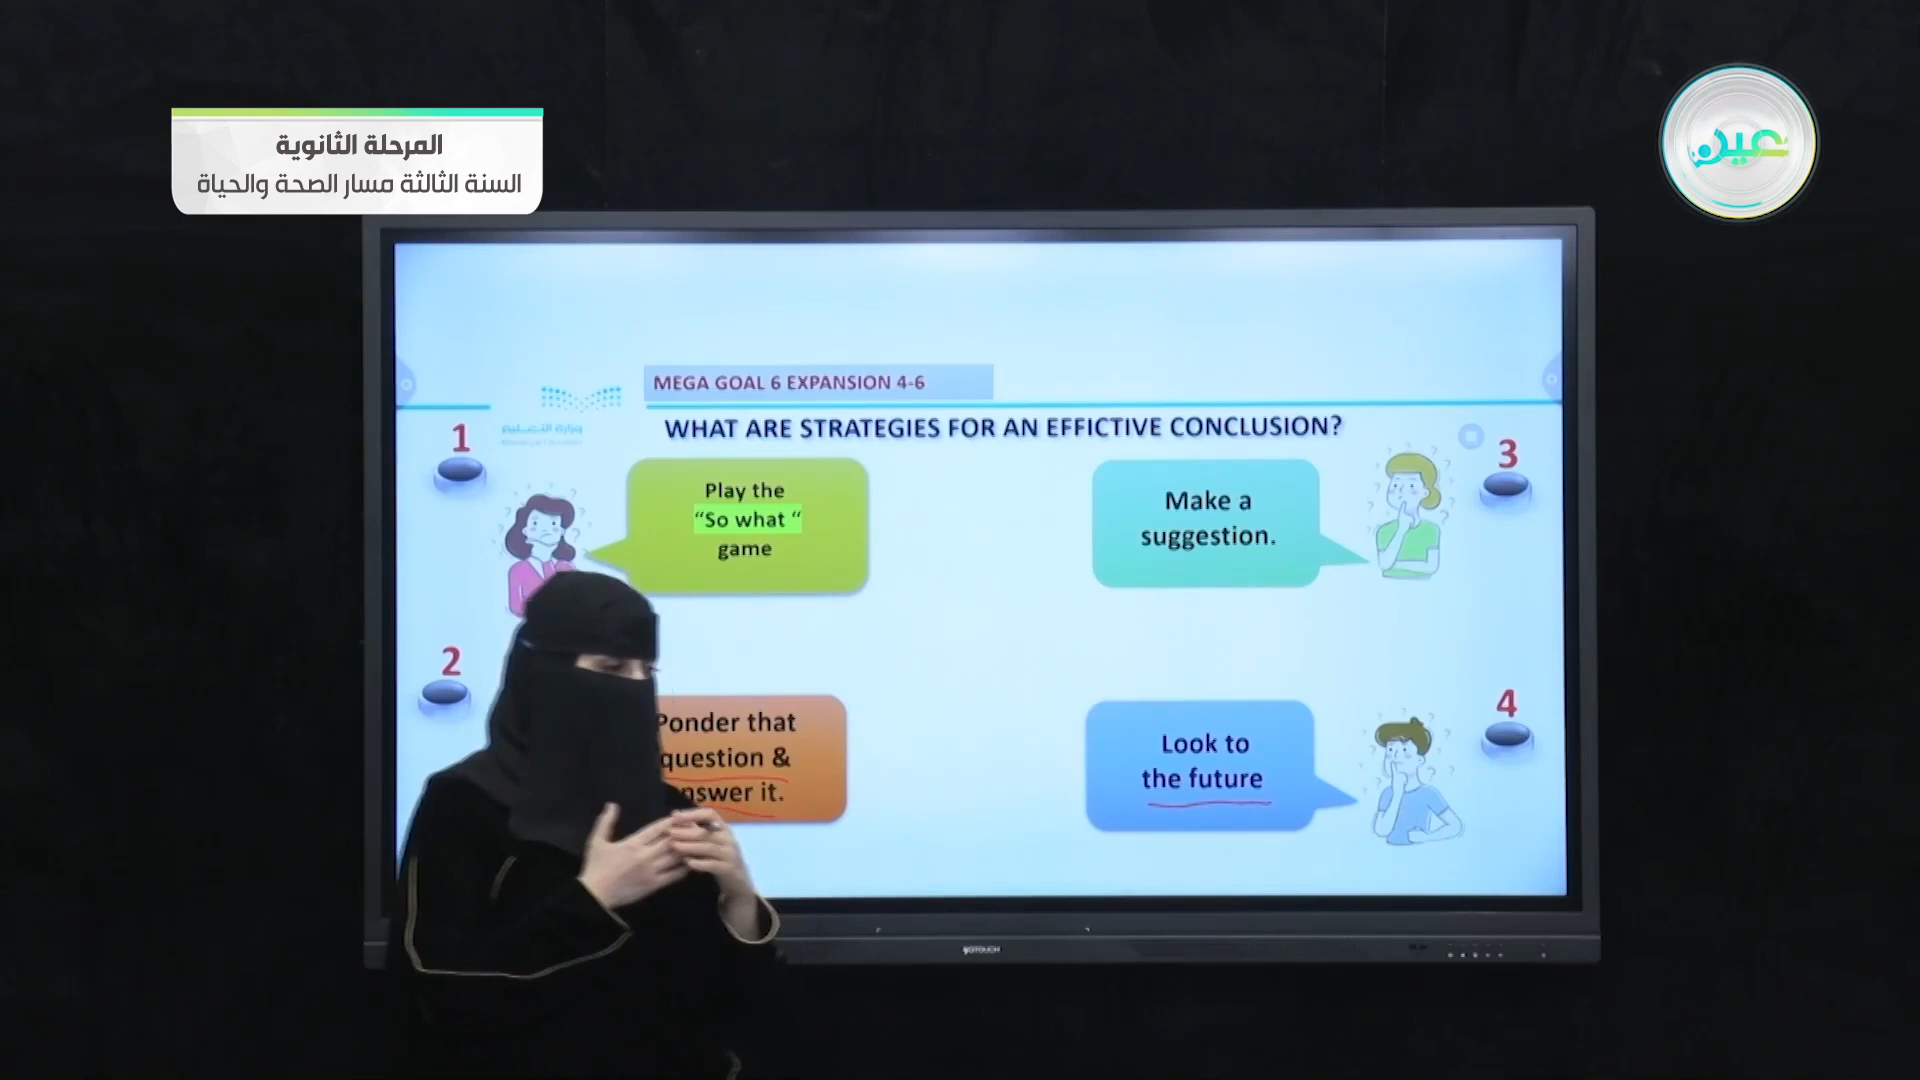 المرحلة الثانوية
السنة الثالثة مسار الصحة والحياة
عين
MEGA GOAL 6 EXPANSION 4-6
وزارة التعليم
WHAT ARE STRATEGIES FOR AN EFFICTIVE CONCLUSION?
1
Play the
“So what “
game
2
Ponder that
question &
nswer it.
3
Make a
suggestion.
4
Look to
the future